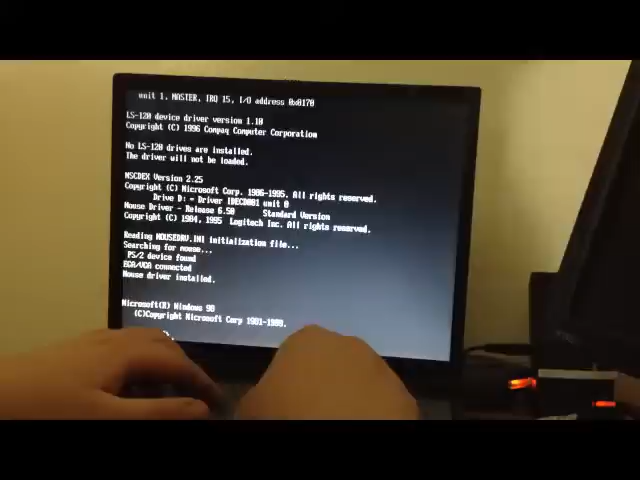 unit 1, MASTER, IRQ 15, I/O address 0x0170
LS-120 device driver version 1.10
Copyright (C) 1996 Compaq Computer Corporation
No LS-120 drives are installed.
The driver will not be loaded.
MSCDEX Version 2.25
Copyright (C) Microsoft Corp. 1986-1995. All rights reserved.
Drive D: = Driver IDECD001 unit 0
Mouse Driver - Release 6.50 Standard Version
Copyright (C) 1984, 1995 Logitech Inc. All rights reserved.
Reading MOUSEDRV.INI initialization file...
Searching for mouse...
PS/2 device found
EGA/VGA connected
Mouse driver installed.
Microsoft(R) Windows 98
(C)Copyright Microsoft Corp 1981-1998.